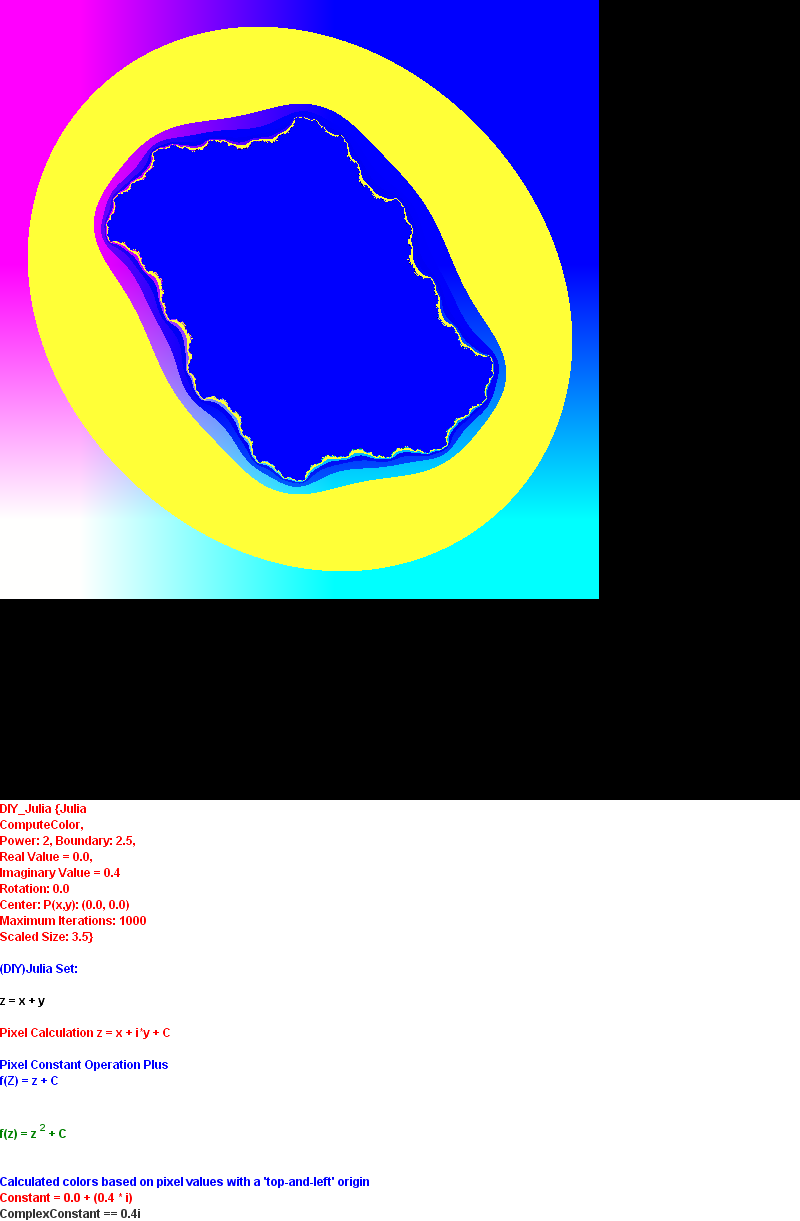 DIY_Julia {Julia
ComputeColor,
Power: 2, Boundary: 2.5,
Real Value = 0.0,
Imaginary Value = 0.4
Rotation: 0.0
Center: P(x,y): (0.0, 0.0)
Maximum Iterations: 1000
Scaled Size: 3.5}
(DIY)Julia Set:
z = x + y
Pixel Calculation z = x + i*y + C
Pixel Constant Operation Plus
f(Z) = z + C
f(z) = z 2 + C
Calculated colors based on pixel values with a 'top-and-left' origin
Constant = 0.0 + (0.4 * i)
ComplexConstant == 0.4i